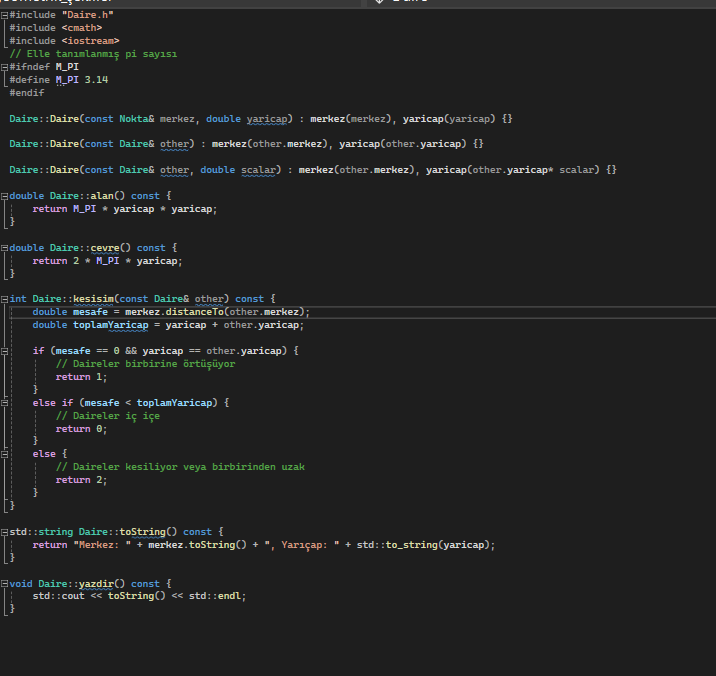 #include "Daire.h"
#include <cmath>
#include <iostream>
// Elle tanımlanmış pi sayısı
#ifndef M_PI
#define M_PI 3.14
#endif
Daire::Daire(const Nokta& merkez, double yaricap) : merkez(merkez), yaricap(yaricap) {}
Daire::Daire(const Daire& other) : merkez(other.merkez), yaricap(other.yaricap) {}
Daire::Daire(const Daire& other, double scalar) : merkez(other.merkez), yaricap(other.yaricap* scalar) {}
double Daire::alan() const {
return M_PI * yaricap * yaricap;
}
double Daire::cevre() const {
return 2 * M_PI * yaricap;
}
int Daire::kesisim(const Daire& other) const {
double mesafe = merkez.distanceTo(other.merkez);
double toplamYaricap = yaricap + other.yaricap;
if (mesafe == 0 && yaricap == other.yaricap) {
// Daireler birbirine örtüşüyor
return 1;
}
else if (mesafe < toplamYaricap) {
// Daireler iç içe
return 0;
}
else {
// Daireler kesiliyor veya birbirinden uzak
return 2;
}
}
std::string Daire::toString() const {
return "Merkez: " + merkez.toString() + ", Yarıçap: " + std::to_string(yaricap);
}
void Daire::yazdir() const {
std::cout << toString() << std::endl;
}